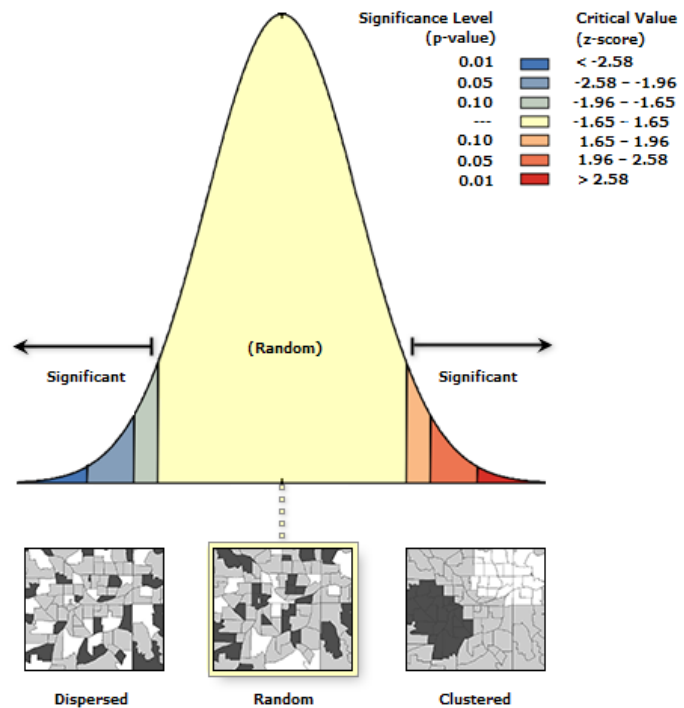 Significance Level Critical Value
(p-value) (z-score)
0.01 < -2.58
0.05 -2.58 – -1.96
0.10 -1.96 – -1.65
--- -1.65 – 1.65
0.10 1.65 – 1.96
0.05 1.96 – 2.58
0.01 > 2.58
(Random)
Significant Significant
Dispersed Random Clustered